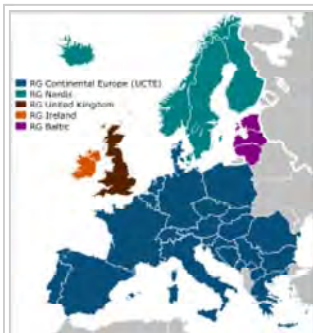 RG Continental Europe (UCTE)
RG Nordic
RG United Kingdom
RG Ireland
RG Baltic